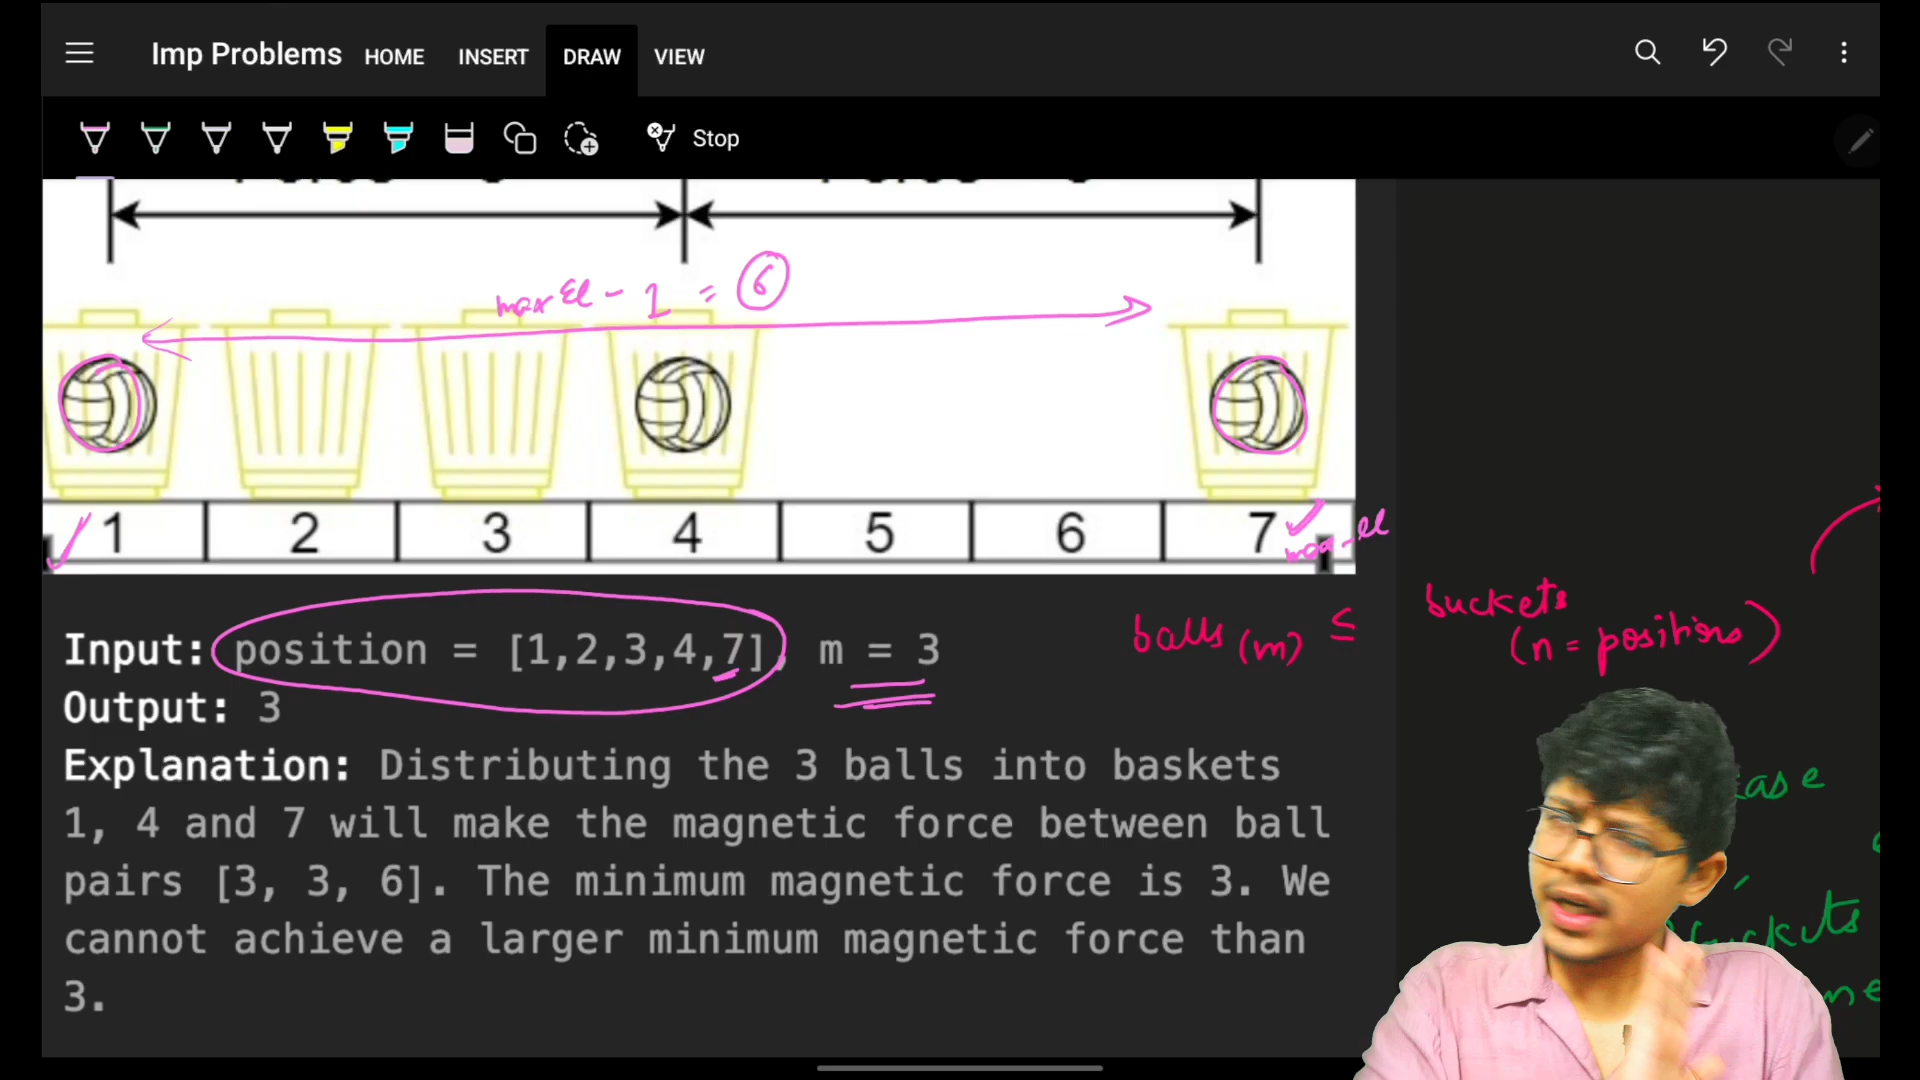 Imp Problems HOME INSERT DRAW VIEW
Stop
max El - 1 = 6
1 2 3 4 5 6 7
max-el
buckets
balls (m) ≤ (n = positions)
Input: position = [1,2,3,4,7], m = 3
Output: 3
Explanation: Distributing the 3 balls into baskets
1, 4 and 7 will make the magnetic force between ball
pairs [3, 3, 6]. The minimum magnetic force is 3. We
cannot achieve a larger minimum magnetic force than
3.
buckets